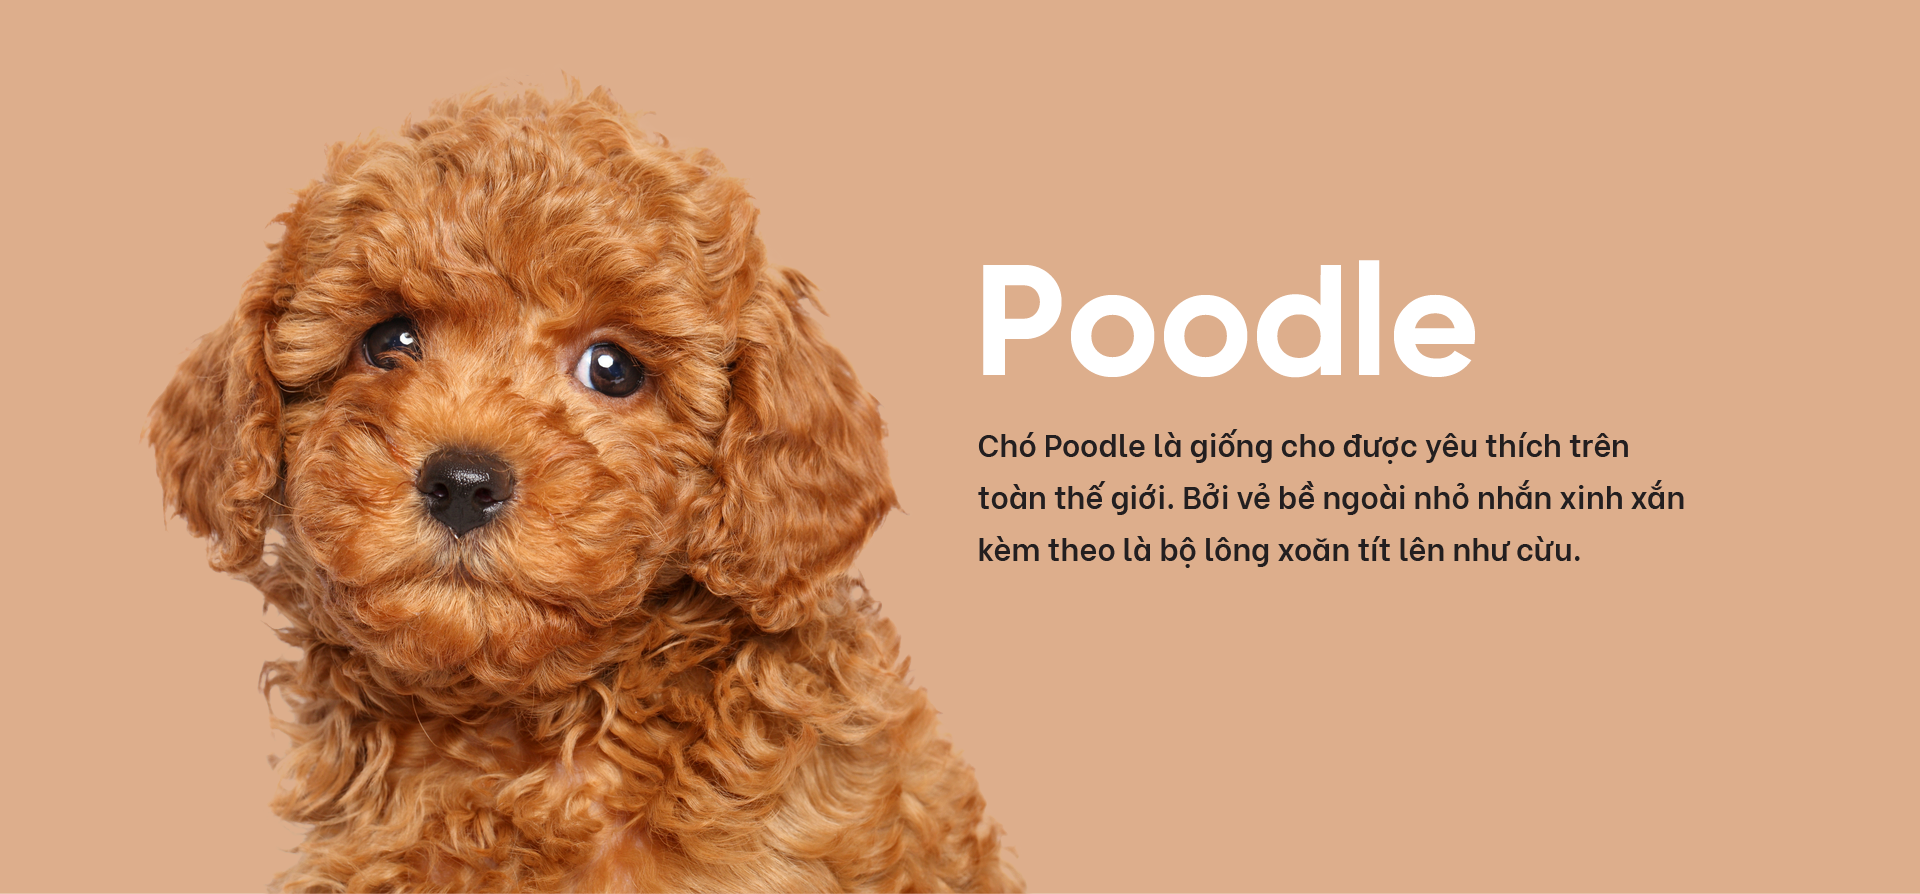 Poodle
Chó Poodle là giống cho được yêu thích trên
toàn thế giới. Bởi vẻ bề ngoài nhỏ nhắn xinh xắn
kèm theo là bộ lông xoăn tít lên như cừu.